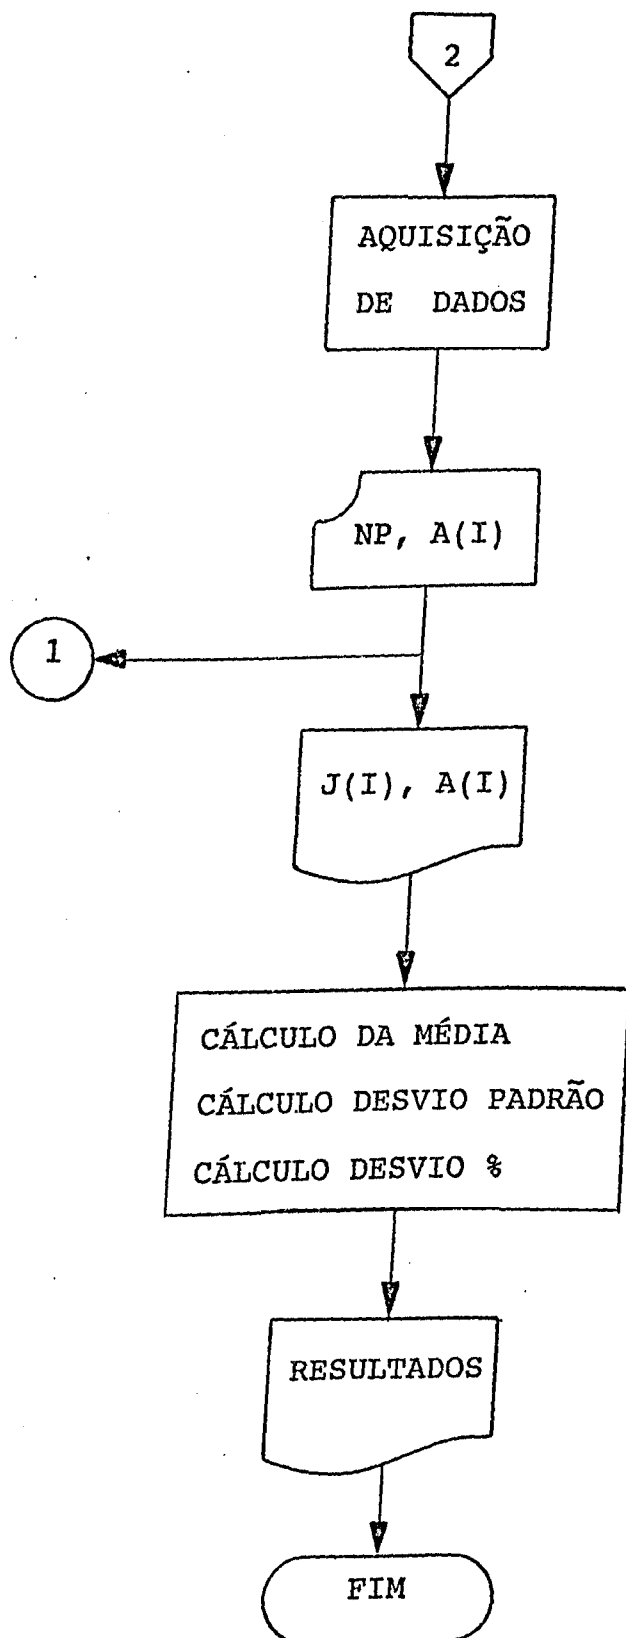 2
AQUISIÇÃO
DE DADOS
NP, A(I)
1
J(I), A(I)
CÁLCULO DA MÉDIA
CÁLCULO DESVIO PADRÃO
CÁLCULO DESVIO %
RESULTADOS
FIM